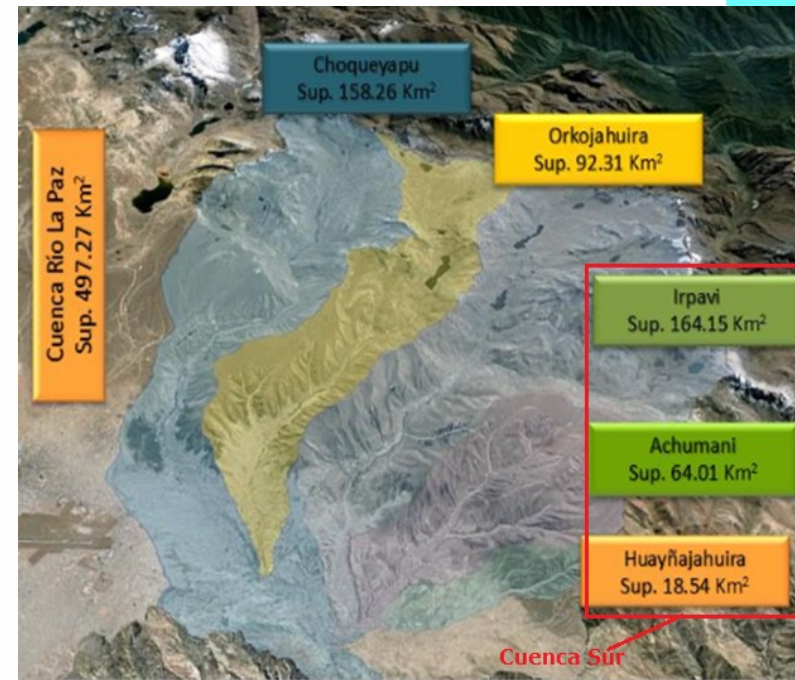 Choqueyapu
Sup. 158.26 Km²
Orkojahuira
Sup. 92.31 Km²
Cuenca Rio La Paz
Sup. 497.27 Km²
Irpavi
Sup. 164.15 Km²
Achumani
Sup. 64.01 Km²
Huayñajahuira
Sup. 18.54 Km²
Cuenca Sur